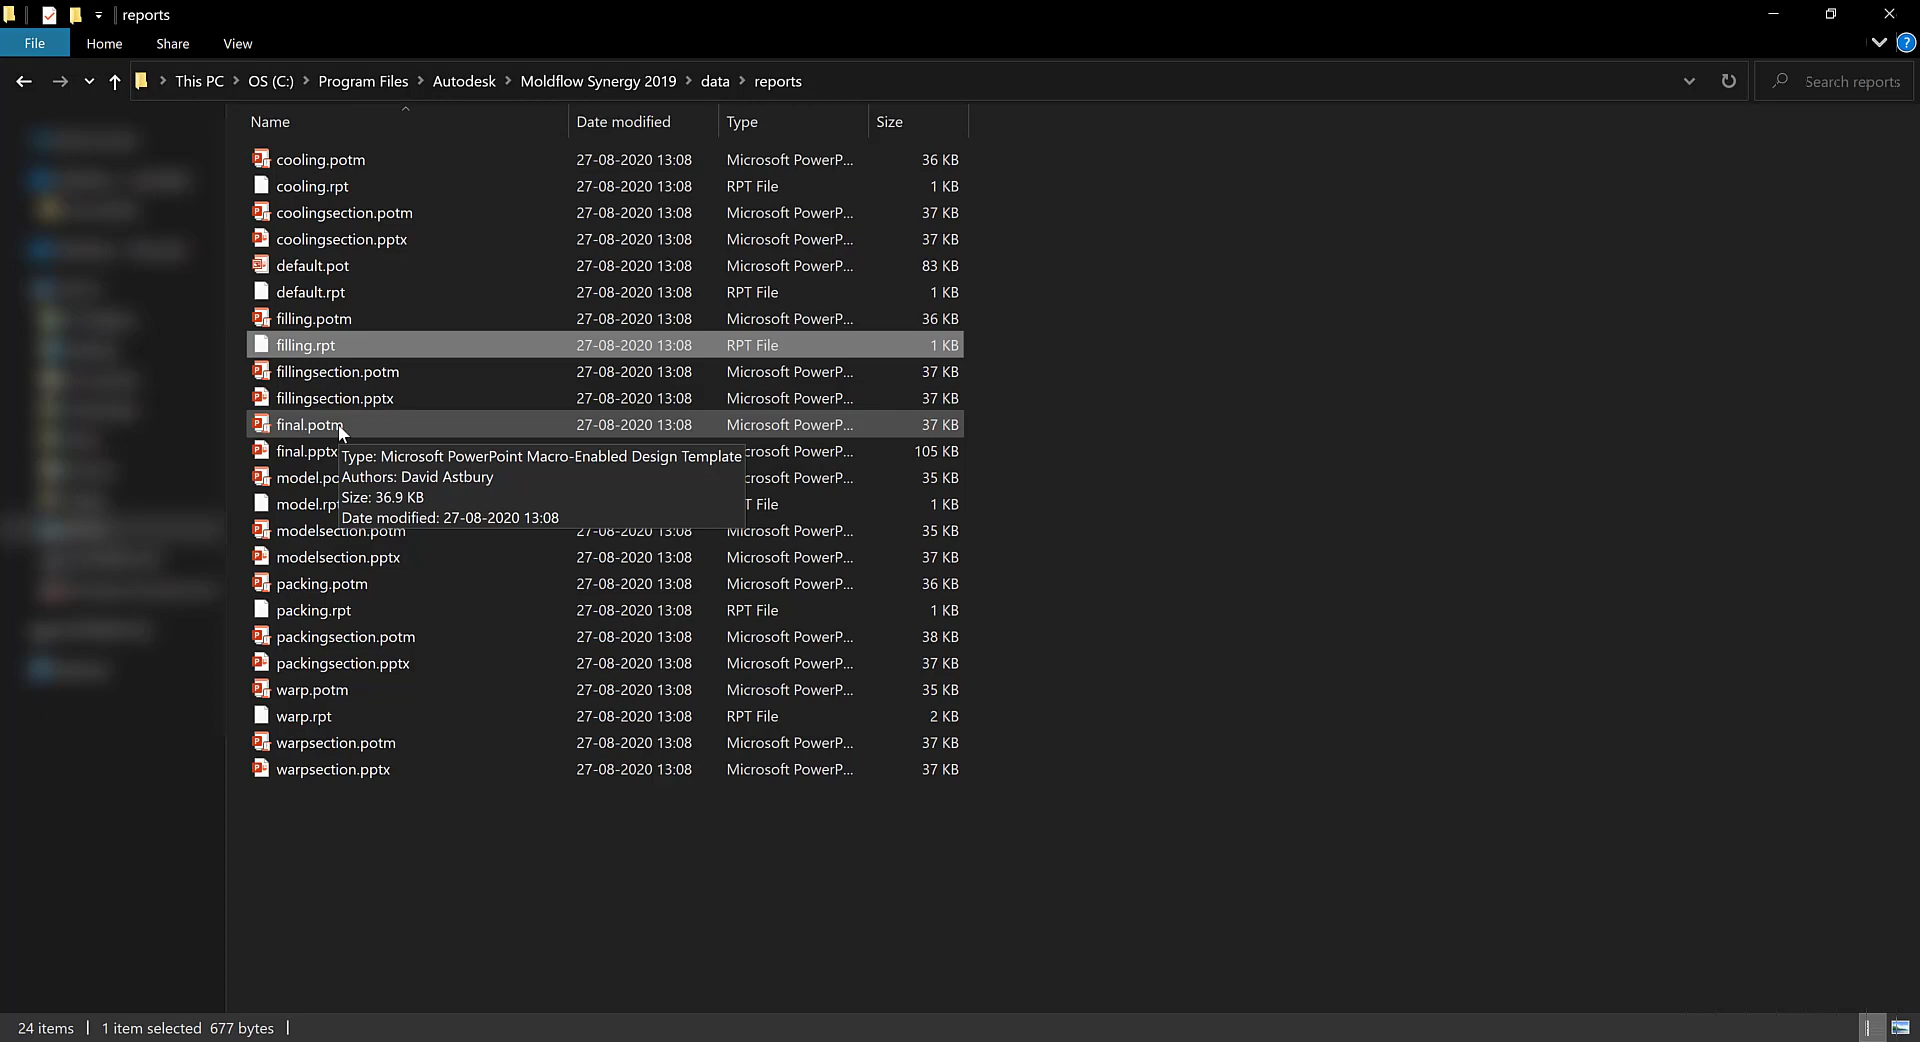 reports
File Home Share View
This PC > OS (C:) > Program Files > Autodesk > Moldflow Synergy 2019 > data > reports
Search reports
Name Date modified Type Size
cooling.potm 27-08-2020 13:08 Microsoft PowerP... 36 KB
cooling.rpt 27-08-2020 13:08 RPT File 1 KB
coolingsection.potm 27-08-2020 13:08 Microsoft PowerP... 37 KB
coolingsection.pptx 27-08-2020 13:08 Microsoft PowerP... 37 KB
default.pot 27-08-2020 13:08 Microsoft PowerP... 83 KB
default.rpt 27-08-2020 13:08 RPT File 1 KB
filling.potm 27-08-2020 13:08 Microsoft PowerP... 36 KB
filling.rpt 27-08-2020 13:08 RPT File 1 KB
fillingsection.potm 27-08-2020 13:08 Microsoft PowerP... 37 KB
fillingsection.pptx 27-08-2020 13:08 Microsoft PowerP... 37 KB
final.potm 27-08-2020 13:08 Microsoft PowerP... 37 KB
final.pptx crosoft PowerP... 105 KB
Type: Microsoft PowerPoint Macro-Enabled Design Template
Authors: David Astbury
Size: 36.9 KB
Date modified: 27-08-2020 13:08
model.po crosoft PowerP... 35 KB
model.rpt T File 1 KB
modelsection.potm 27-08-2020 13:08 Microsoft PowerP... 35 KB
modelsection.pptx 27-08-2020 13:08 Microsoft PowerP... 37 KB
packing.potm 27-08-2020 13:08 Microsoft PowerP... 36 KB
packing.rpt 27-08-2020 13:08 RPT File 1 KB
packingsection.potm 27-08-2020 13:08 Microsoft PowerP... 38 KB
packingsection.pptx 27-08-2020 13:08 Microsoft PowerP... 37 KB
warp.potm 27-08-2020 13:08 Microsoft PowerP... 35 KB
warp.rpt 27-08-2020 13:08 RPT File 2 KB
warpsection.potm 27-08-2020 13:08 Microsoft PowerP... 37 KB
warpsection.pptx 27-08-2020 13:08 Microsoft PowerP... 37 KB
24 items | 1 item selected 677 bytes |